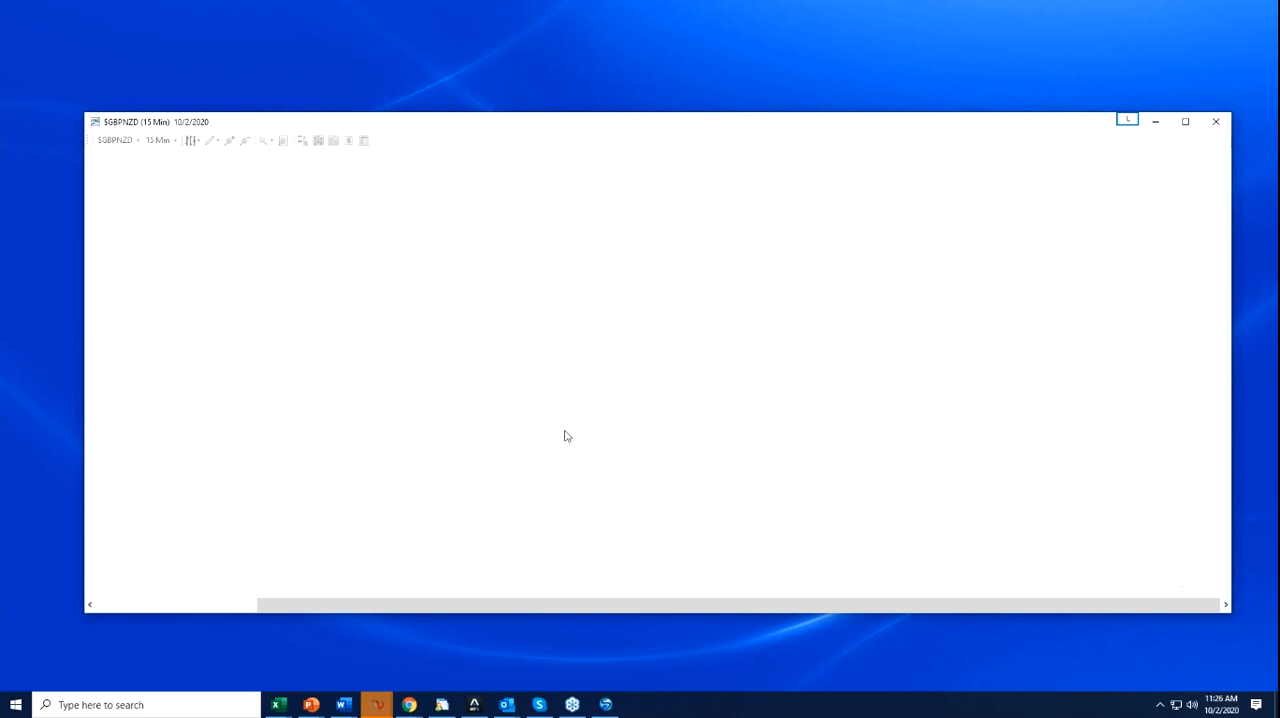 $GBPNZD (15 Min) 10/2/2020
L
$GBPNZD
15 Min
Type here to search
11:26 AM
10/2/2020